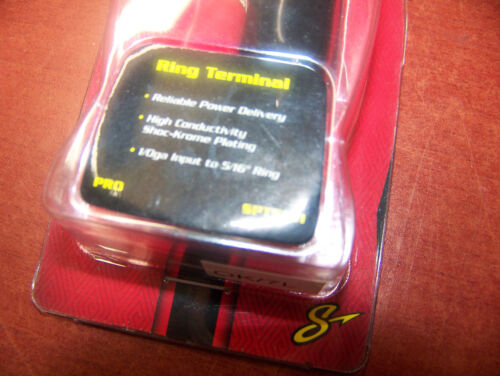 Ring Terminal
• Reliable Power Delivery
• High Conductivity
Shoc-Krome Plating
• 1/0ga Input to 5/16" Ring
PRO
S